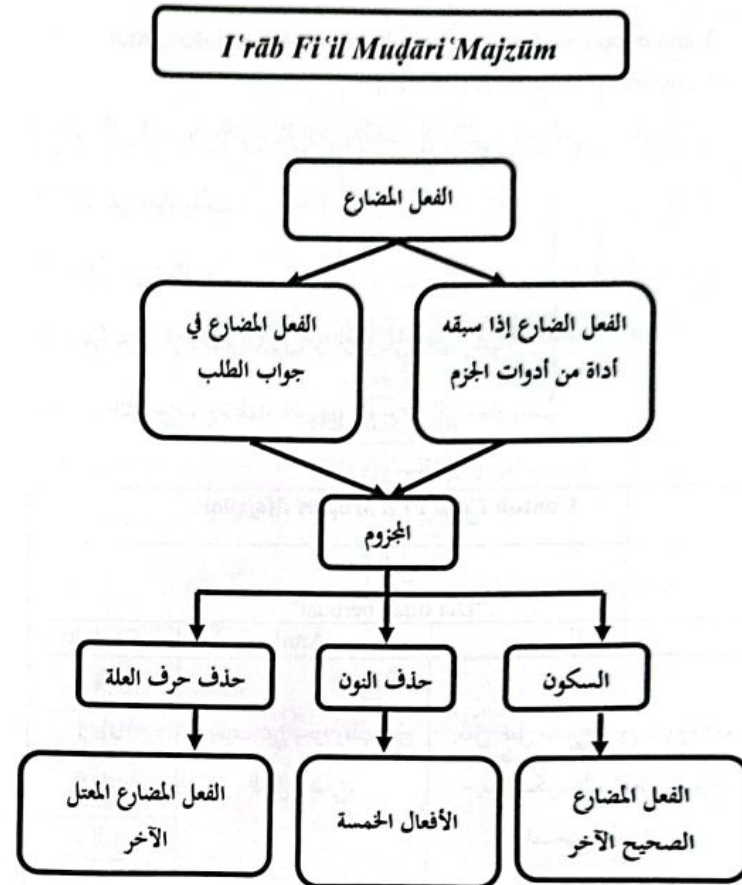 I'rāb Fi'il Muḍāri' Majzūm
الفعل المضارع
الفعل الضارع إذا سبقه
أداة من أدوات الجزم
الفعل المضارع في
جواب الطلب
المجزوم
السكون
حذف النون
حذف حرف العلة
الفعل المضارع
الصحيح الآخر
الأفعال الخمسة
الفعل المضارع المعتل
الآخر